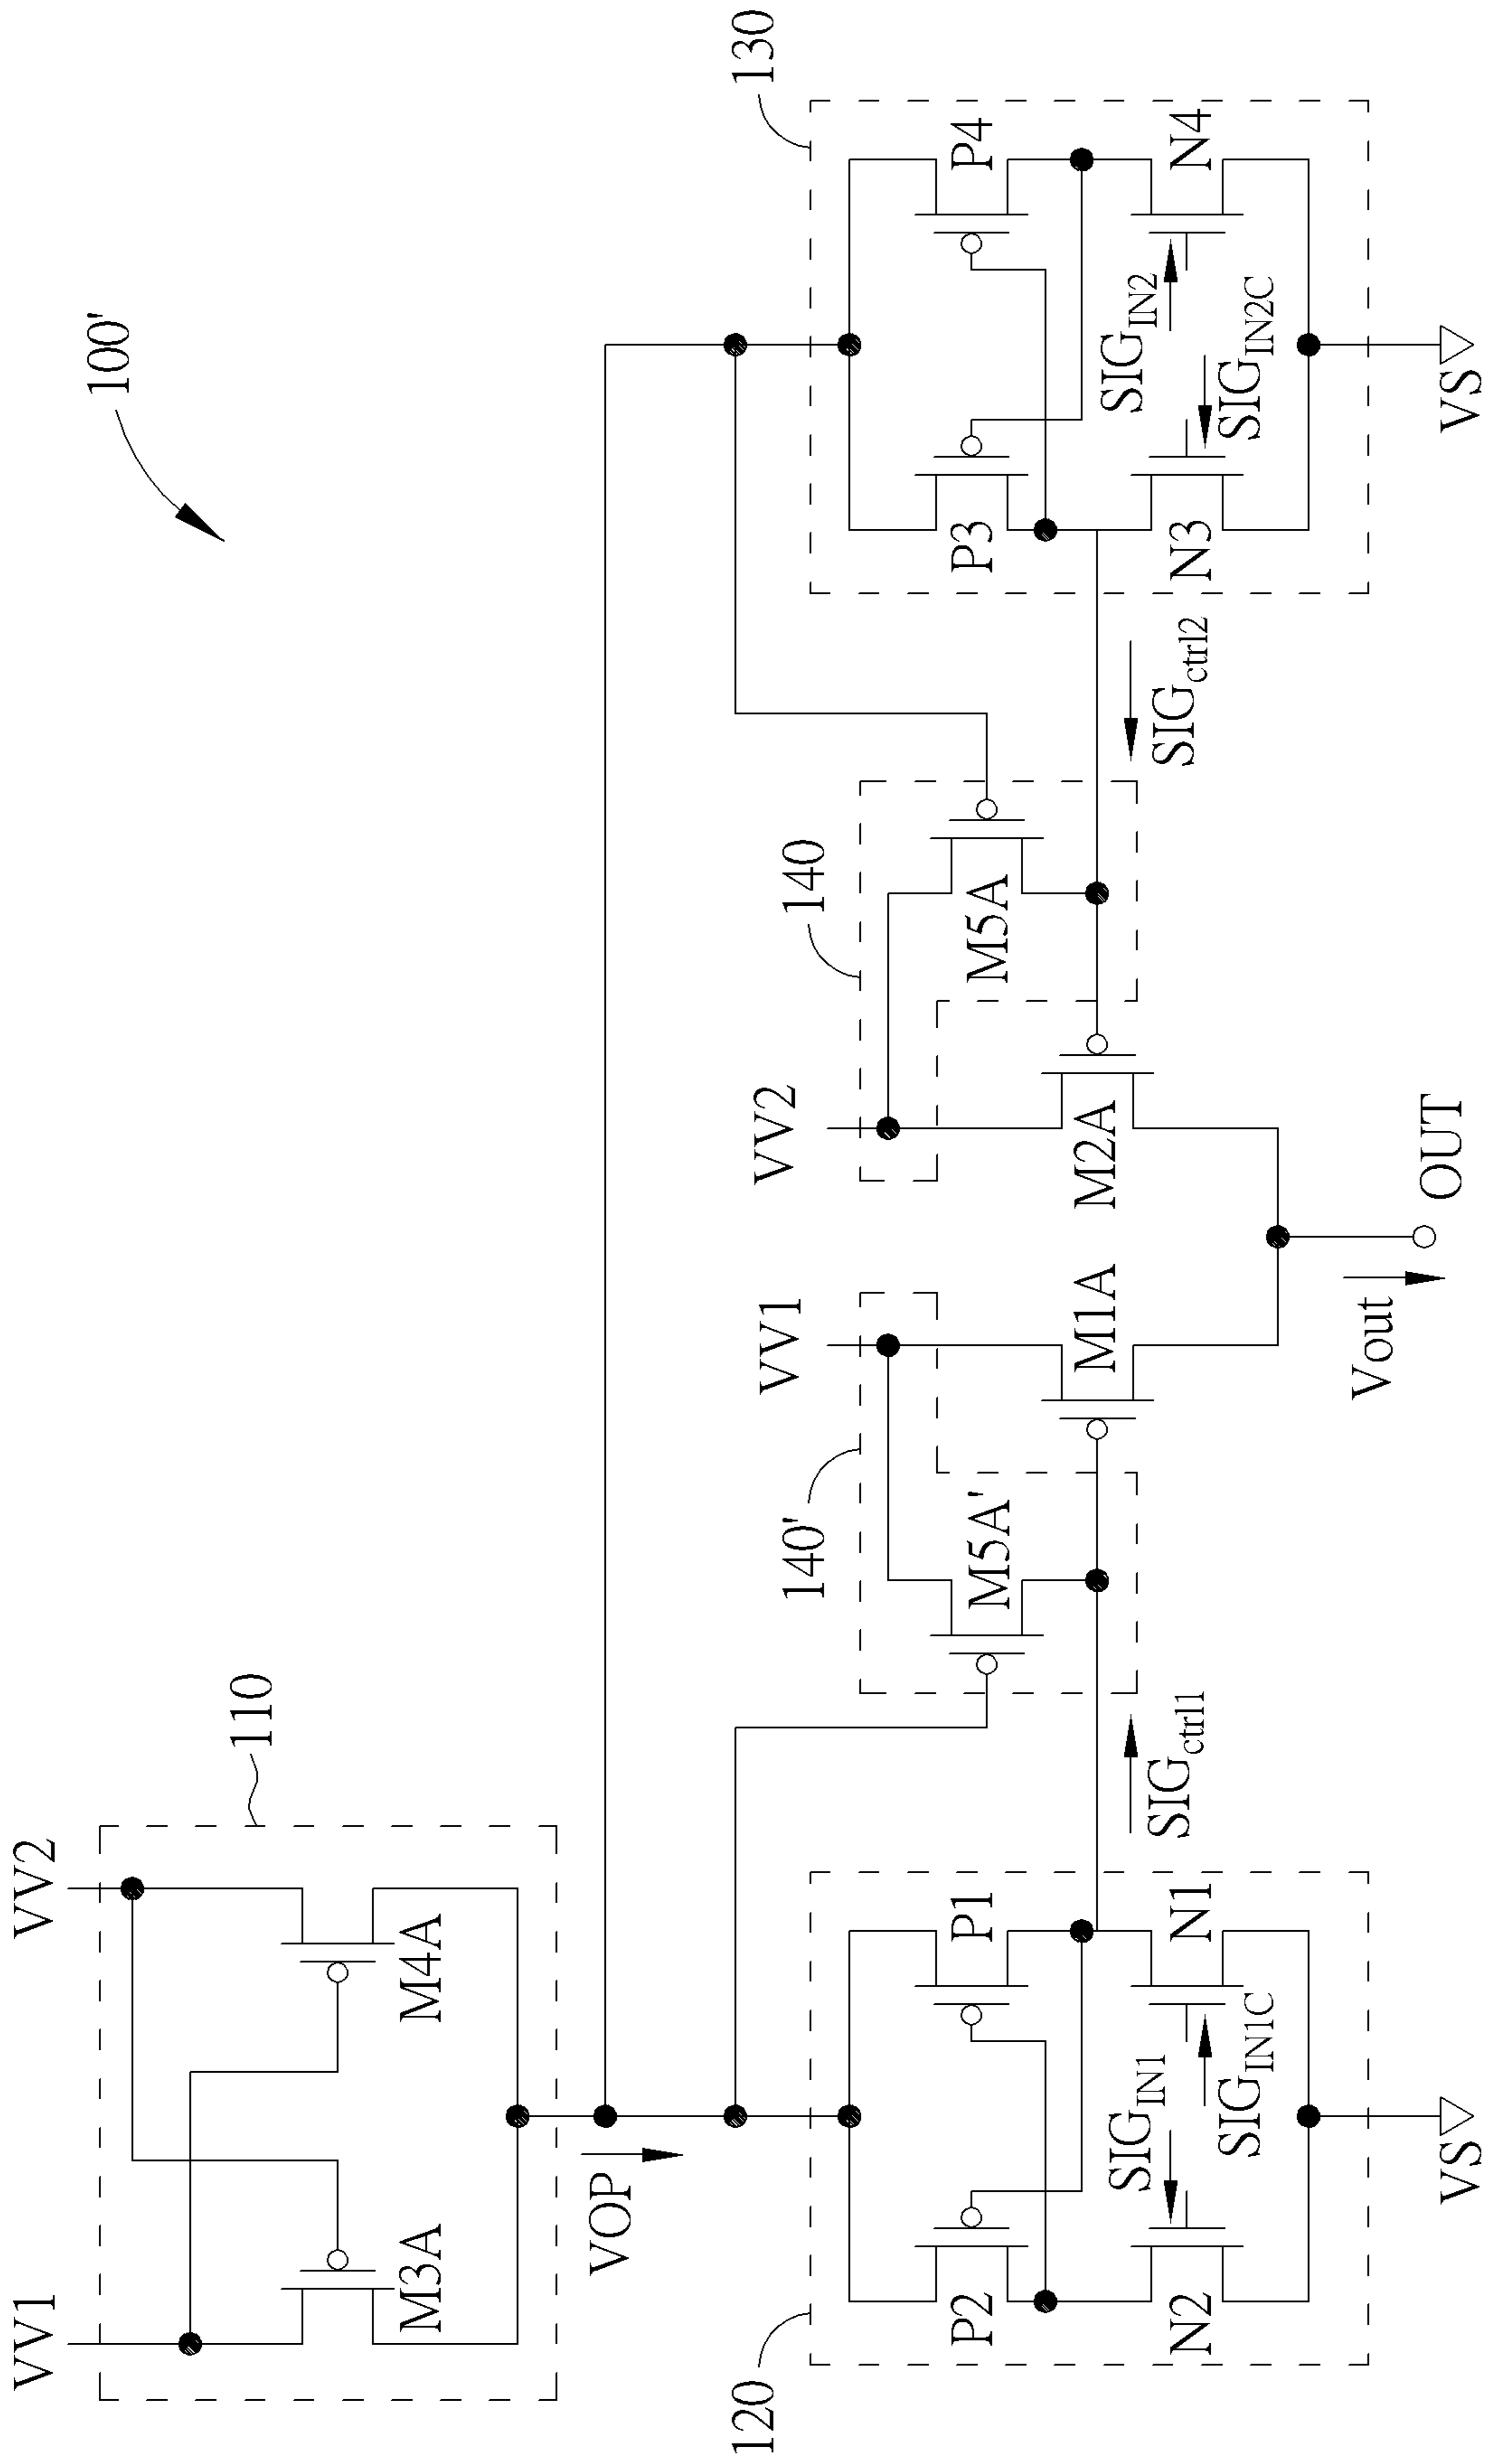 100'
VV1
VV2
110
M3A
M4A
VOP
120
P2
P1
N2
N1
SIGIN1
SIGIN1C
VS
SIGctrl1
140'
M5A'
VV1
M1A
VV2
M2A
140
M5A
SIGctrl2
Vout
OUT
130
P3
P4
N3
N4
SIGIN2
SIGIN2C
VS